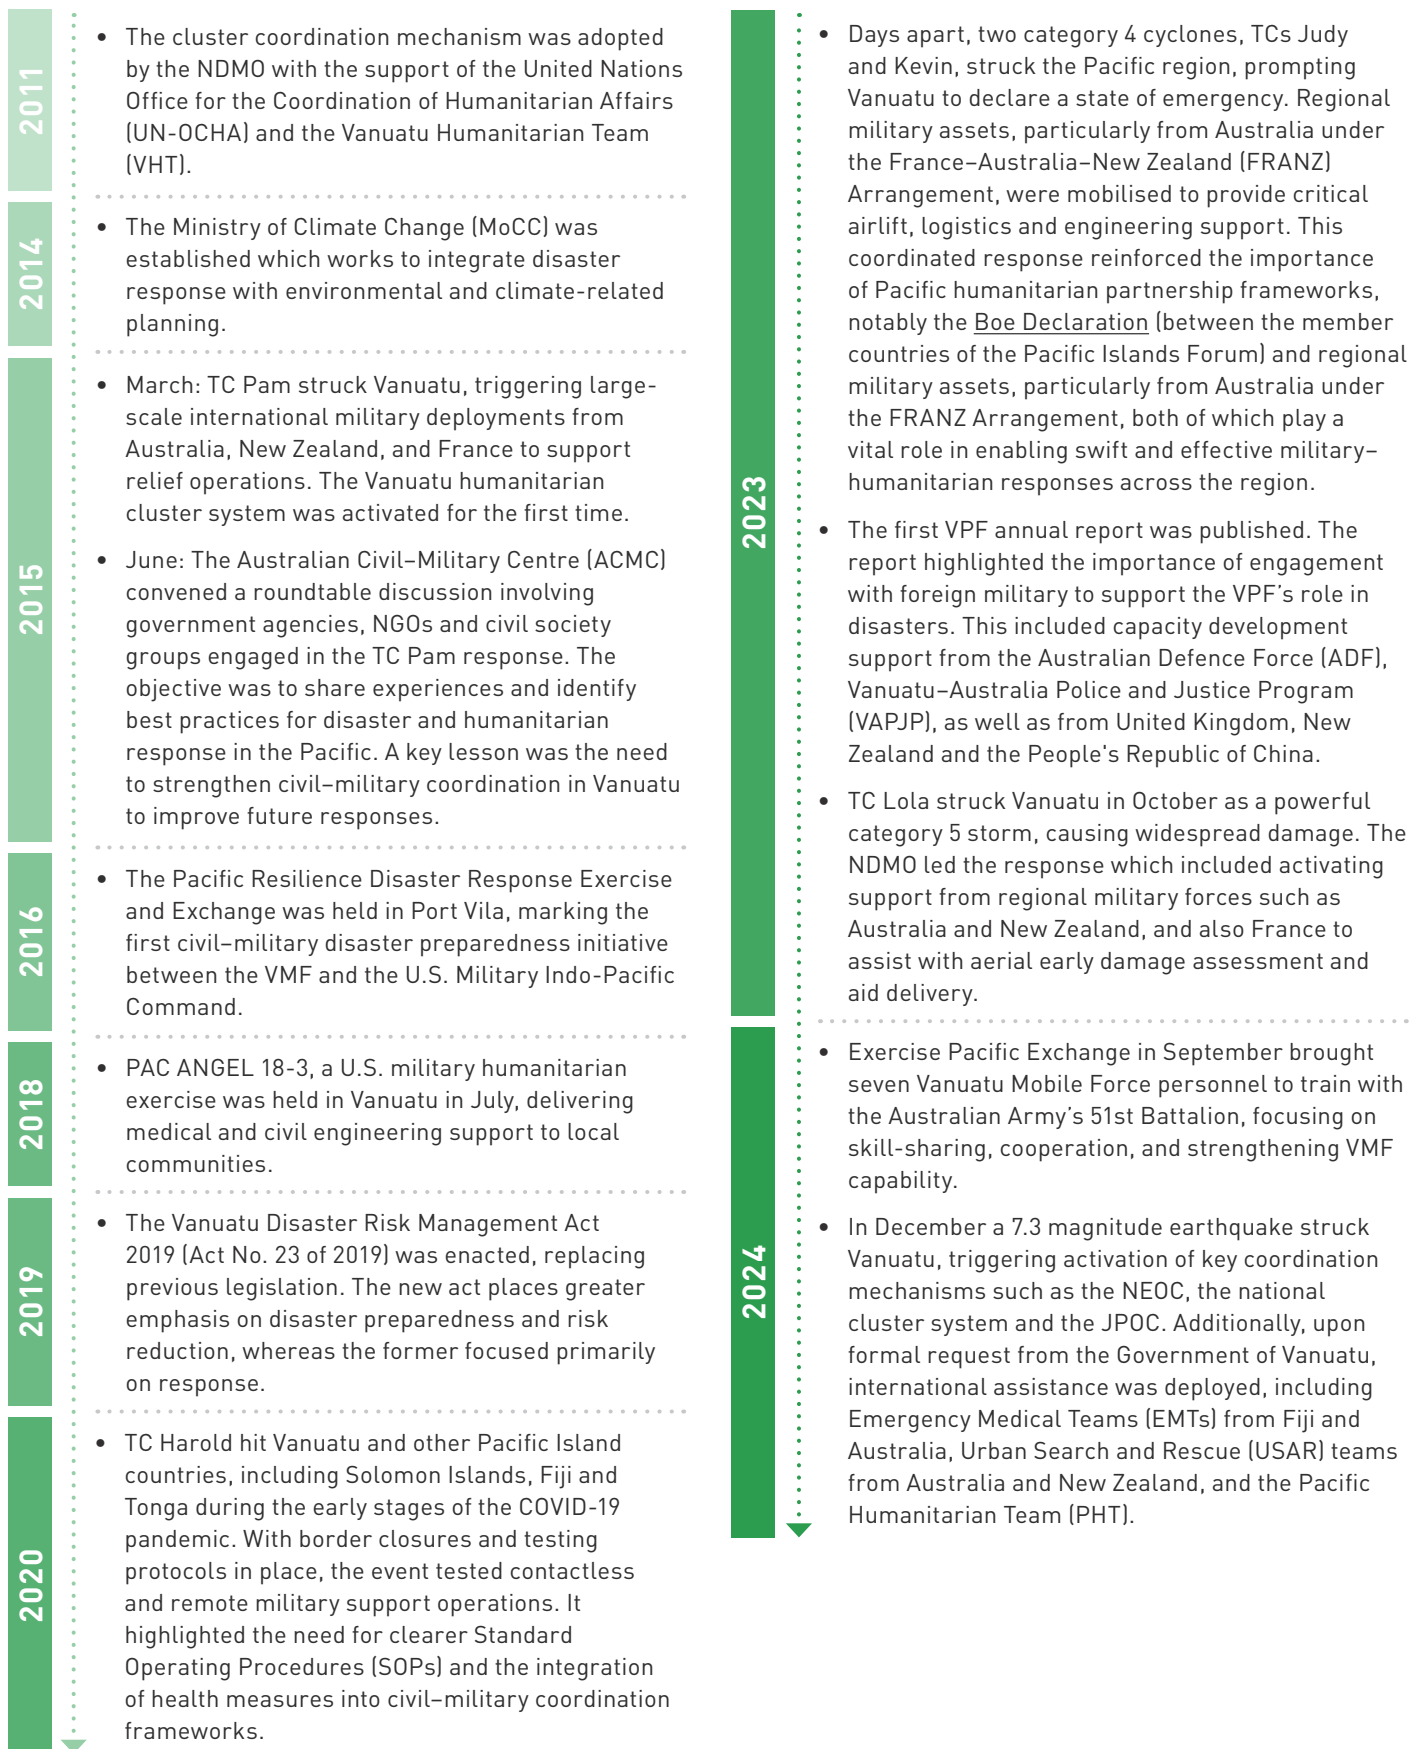 2011
• The cluster coordination mechanism was adopted
by the NDMO with the support of the United Nations
Office for the Coordination of Humanitarian Affairs
(UN-OCHA) and the Vanuatu Humanitarian Team
(VHT).
2014
• The Ministry of Climate Change (MoCC) was
established which works to integrate disaster
response with environmental and climate-related
planning.
2015
• March: TC Pam struck Vanuatu, triggering large-
scale international military deployments from
Australia, New Zealand, and France to support
relief operations. The Vanuatu humanitarian
cluster system was activated for the first time.
• June: The Australian Civil–Military Centre (ACMC)
convened a roundtable discussion involving
government agencies, NGOs and civil society
groups engaged in the TC Pam response. The
objective was to share experiences and identify
best practices for disaster and humanitarian
response in the Pacific. A key lesson was the need
to strengthen civil–military coordination in Vanuatu
to improve future responses.
2016
• The Pacific Resilience Disaster Response Exercise
and Exchange was held in Port Vila, marking the
first civil–military disaster preparedness initiative
between the VMF and the U.S. Military Indo-Pacific
Command.
2018
• PAC ANGEL 18-3, a U.S. military humanitarian
exercise was held in Vanuatu in July, delivering
medical and civil engineering support to local
communities.
2019
• The Vanuatu Disaster Risk Management Act
2019 (Act No. 23 of 2019) was enacted, replacing
previous legislation. The new act places greater
emphasis on disaster preparedness and risk
reduction, whereas the former focused primarily
on response.
2020
• TC Harold hit Vanuatu and other Pacific Island
countries, including Solomon Islands, Fiji and
Tonga during the early stages of the COVID-19
pandemic. With border closures and testing
protocols in place, the event tested contactless
and remote military support operations. It
highlighted the need for clearer Standard
Operating Procedures (SOPs) and the integration
of health measures into civil–military coordination
frameworks.
2023
• Days apart, two category 4 cyclones, TCs Judy
and Kevin, struck the Pacific region, prompting
Vanuatu to declare a state of emergency. Regional
military assets, particularly from Australia under
the France–Australia–New Zealand (FRANZ)
Arrangement, were mobilised to provide critical
airlift, logistics and engineering support. This
coordinated response reinforced the importance
of Pacific humanitarian partnership frameworks,
notably the Boe Declaration (between the member
countries of the Pacific Islands Forum) and regional
military assets, particularly from Australia under
the FRANZ Arrangement, both of which play a
vital role in enabling swift and effective military–
humanitarian responses across the region.
• The first VPF annual report was published. The
report highlighted the importance of engagement
with foreign military to support the VPF’s role in
disasters. This included capacity development
support from the Australian Defence Force (ADF),
Vanuatu–Australia Police and Justice Program
(VAPJP), as well as from United Kingdom, New
Zealand and the People's Republic of China.
• TC Lola struck Vanuatu in October as a powerful
category 5 storm, causing widespread damage. The
NDMO led the response which included activating
support from regional military forces such as
Australia and New Zealand, and also France to
assist with aerial early damage assessment and
aid delivery.
2024
• Exercise Pacific Exchange in September brought
seven Vanuatu Mobile Force personnel to train with
the Australian Army’s 51st Battalion, focusing on
skill-sharing, cooperation, and strengthening VMF
capability.
• In December a 7.3 magnitude earthquake struck
Vanuatu, triggering activation of key coordination
mechanisms such as the NEOC, the national
cluster system and the JPOC. Additionally, upon
formal request from the Government of Vanuatu,
international assistance was deployed, including
Emergency Medical Teams (EMTs) from Fiji and
Australia, Urban Search and Rescue (USAR) teams
from Australia and New Zealand, and the Pacific
Humanitarian Team (PHT).